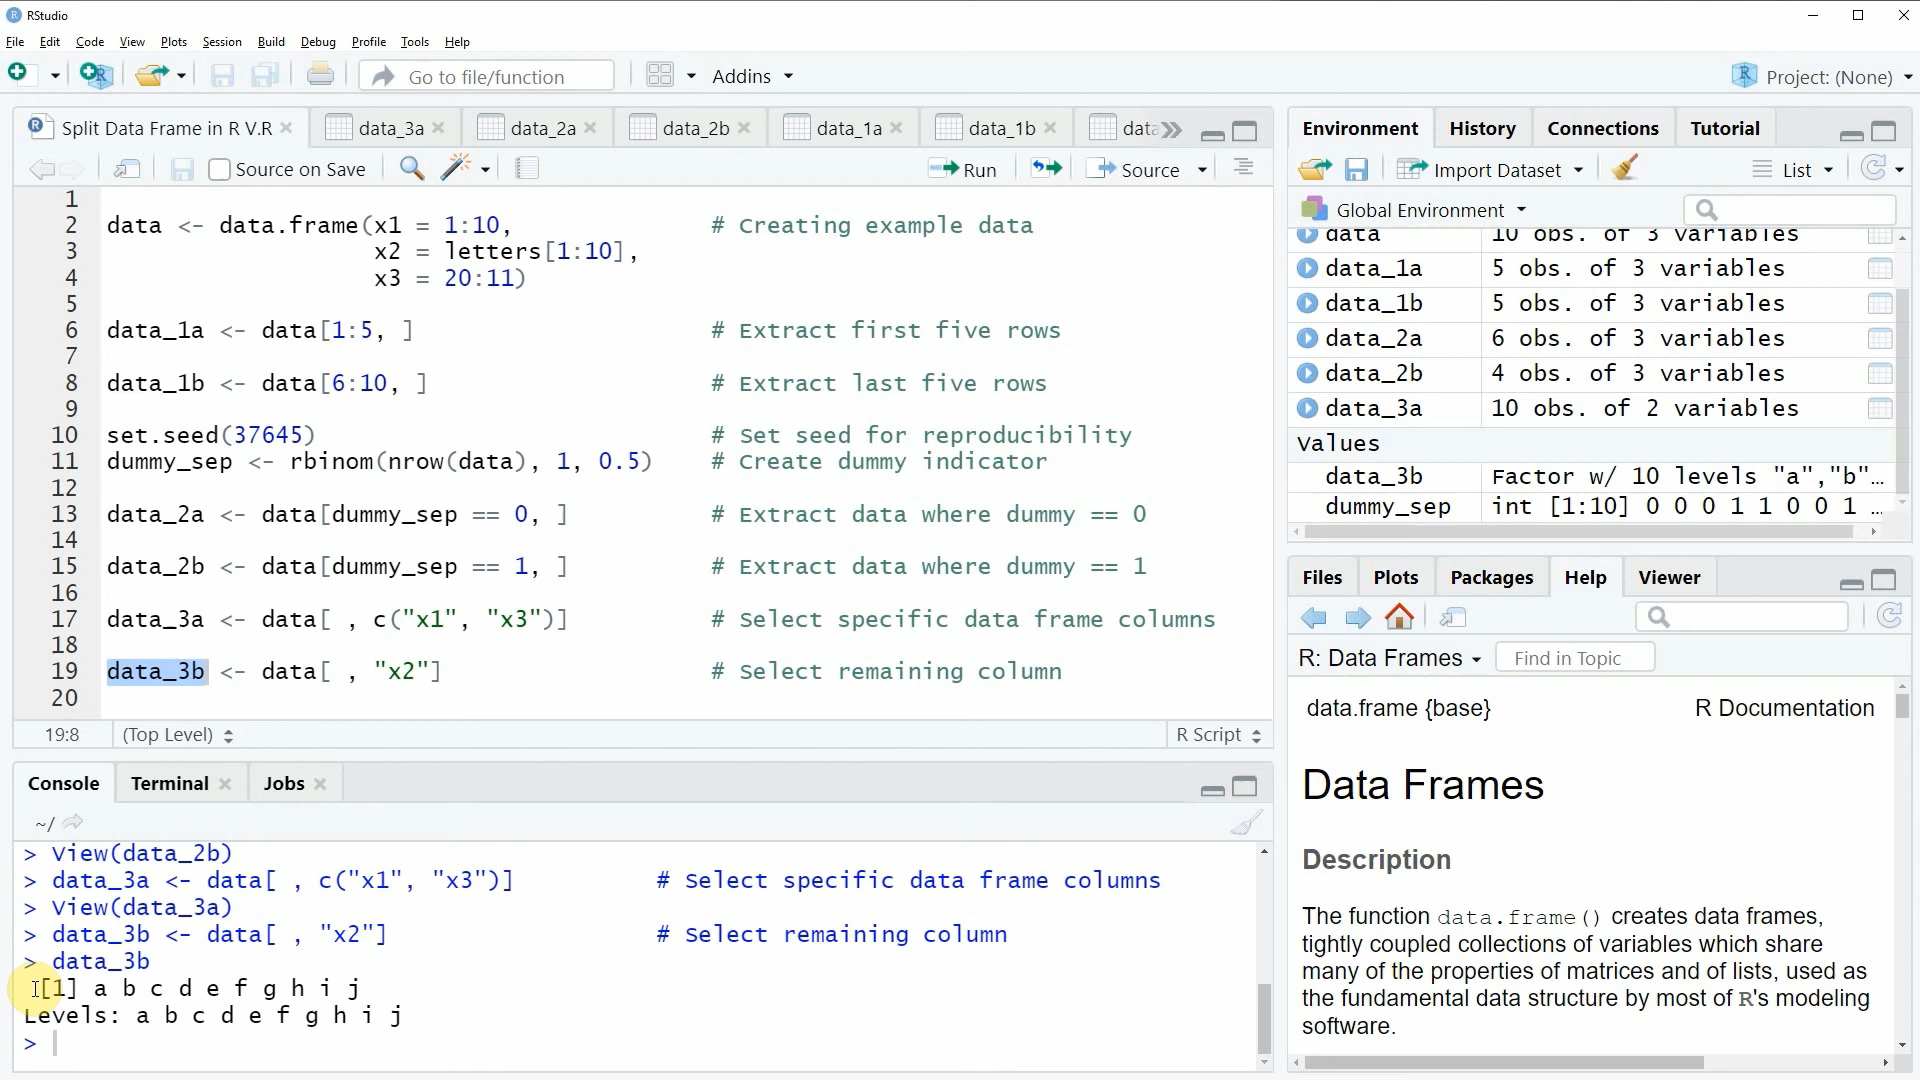 RStudio
File Edit Code View Plots Session Build Debug Profile Tools Help
Go to file/function Addins Project: (None)
Split Data Frame in R V.R data_3a data_2a data_2b data_1a data_1b data
Source on Save Run Source
1
2 data <- data.frame(x1 = 1:10, # Creating example data
3 x2 = letters[1:10],
4 x3 = 20:11)
5
6 data_1a <- data[1:5, ] # Extract first five rows
7
8 data_1b <- data[6:10, ] # Extract last five rows
9
10 set.seed(37645) # Set seed for reproducibility
11 dummy_sep <- rbinom(nrow(data), 1, 0.5) # Create dummy indicator
12
13 data_2a <- data[dummy_sep == 0, ] # Extract data where dummy == 0
14
15 data_2b <- data[dummy_sep == 1, ] # Extract data where dummy == 1
16
17 data_3a <- data[ , c("x1", "x3")] # Select specific data frame columns
18
19 data_3b <- data[ , "x2"] # Select remaining column
20
19:8 (Top Level) R Script
Console Terminal Jobs
~/
> View(data_2b)
> data_3a <- data[ , c("x1", "x3")] # Select specific data frame columns
> View(data_3a)
> data_3b <- data[ , "x2"] # Select remaining column
> data_3b
[1] a b c d e f g h i j
Levels: a b c d e f g h i j
>
Environment History Connections Tutorial
Import Dataset List
Global Environment
data 10 obs. of 3 variables
data_1a 5 obs. of 3 variables
data_1b 5 obs. of 3 variables
data_2a 6 obs. of 3 variables
data_2b 4 obs. of 3 variables
data_3a 10 obs. of 2 variables
Values
data_3b Factor w/ 10 levels "a","b"…
dummy_sep int [1:10] 0 0 0 1 1 0 0 1 …
Files Plots Packages Help Viewer
R: Data Frames Find in Topic
data.frame {base} R Documentation
Data Frames
Description
The function data.frame() creates data frames,
tightly coupled collections of variables which share
many of the properties of matrices and of lists, used as
the fundamental data structure by most of R's modeling
software.